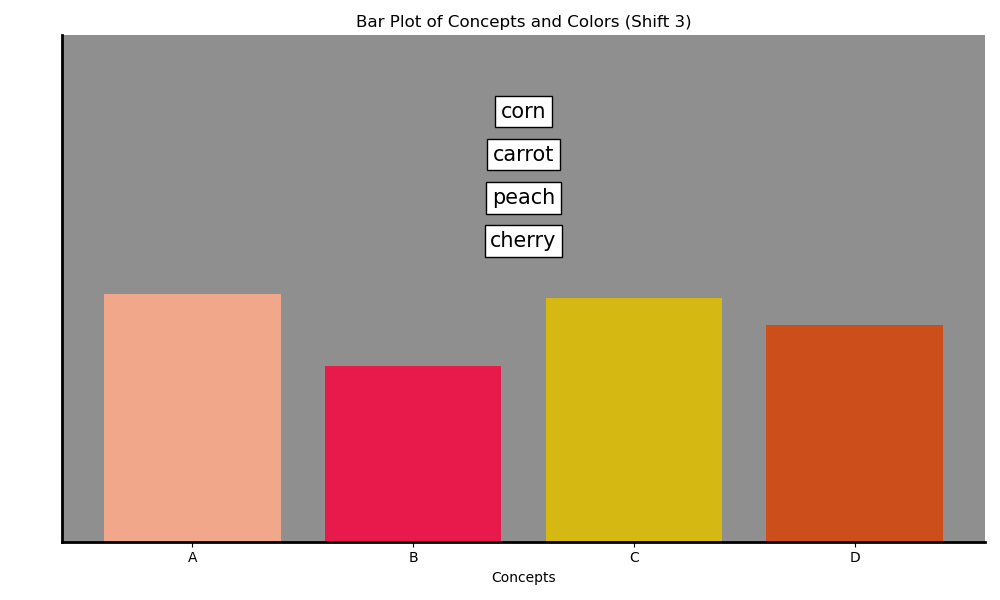 Bar Plot of Concepts and Colors (Shift 3)
corn
carrot
peach
cherry
A B C D
Concepts